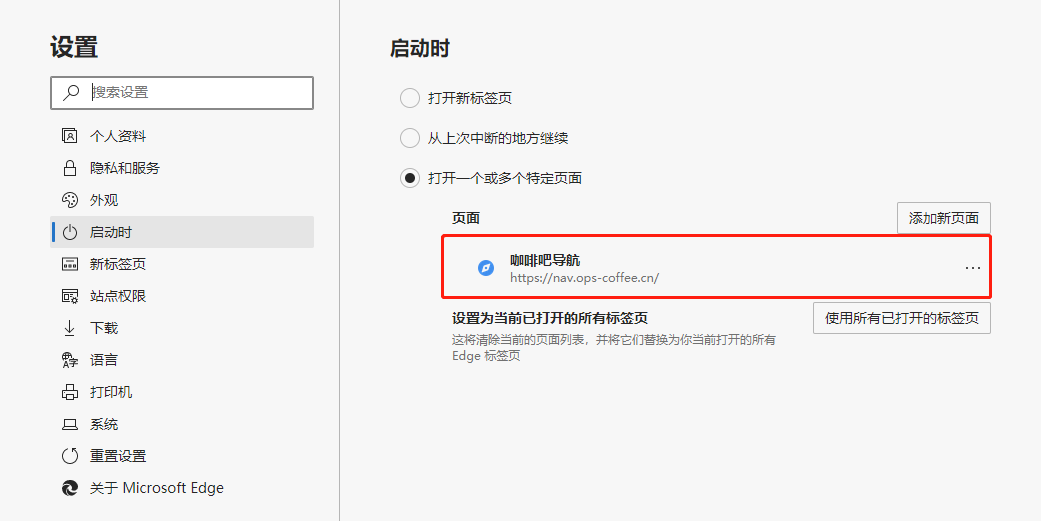 设置
搜索设置
个人资料
隐私和服务
外观
启动时
新标签页
站点权限
下载
语言
打印机
系统
重置设置
关于 Microsoft Edge
启动时
打开新标签页
从上次中断的地方继续
打开一个或多个特定页面
页面
添加新页面
咖啡吧导航
https://nav.ops-coffee.cn/
设置为当前已打开的所有标签页
使用所有已打开的标签页
这将清除当前的页面列表，并将它们替换为你当前打开的所有
Edge 标签页